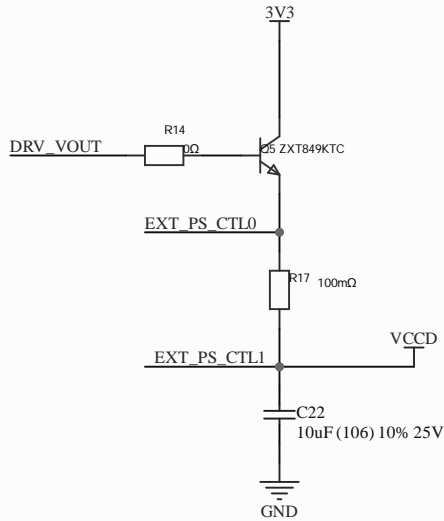 3V3
R14
0Ω
DRV_VOUT
Q5 ZXT849KTC
EXT_PS_CTL0
R17 100mΩ
VCCD
EXT_PS_CTL1
C22
10uF (106) 10% 25V
GND